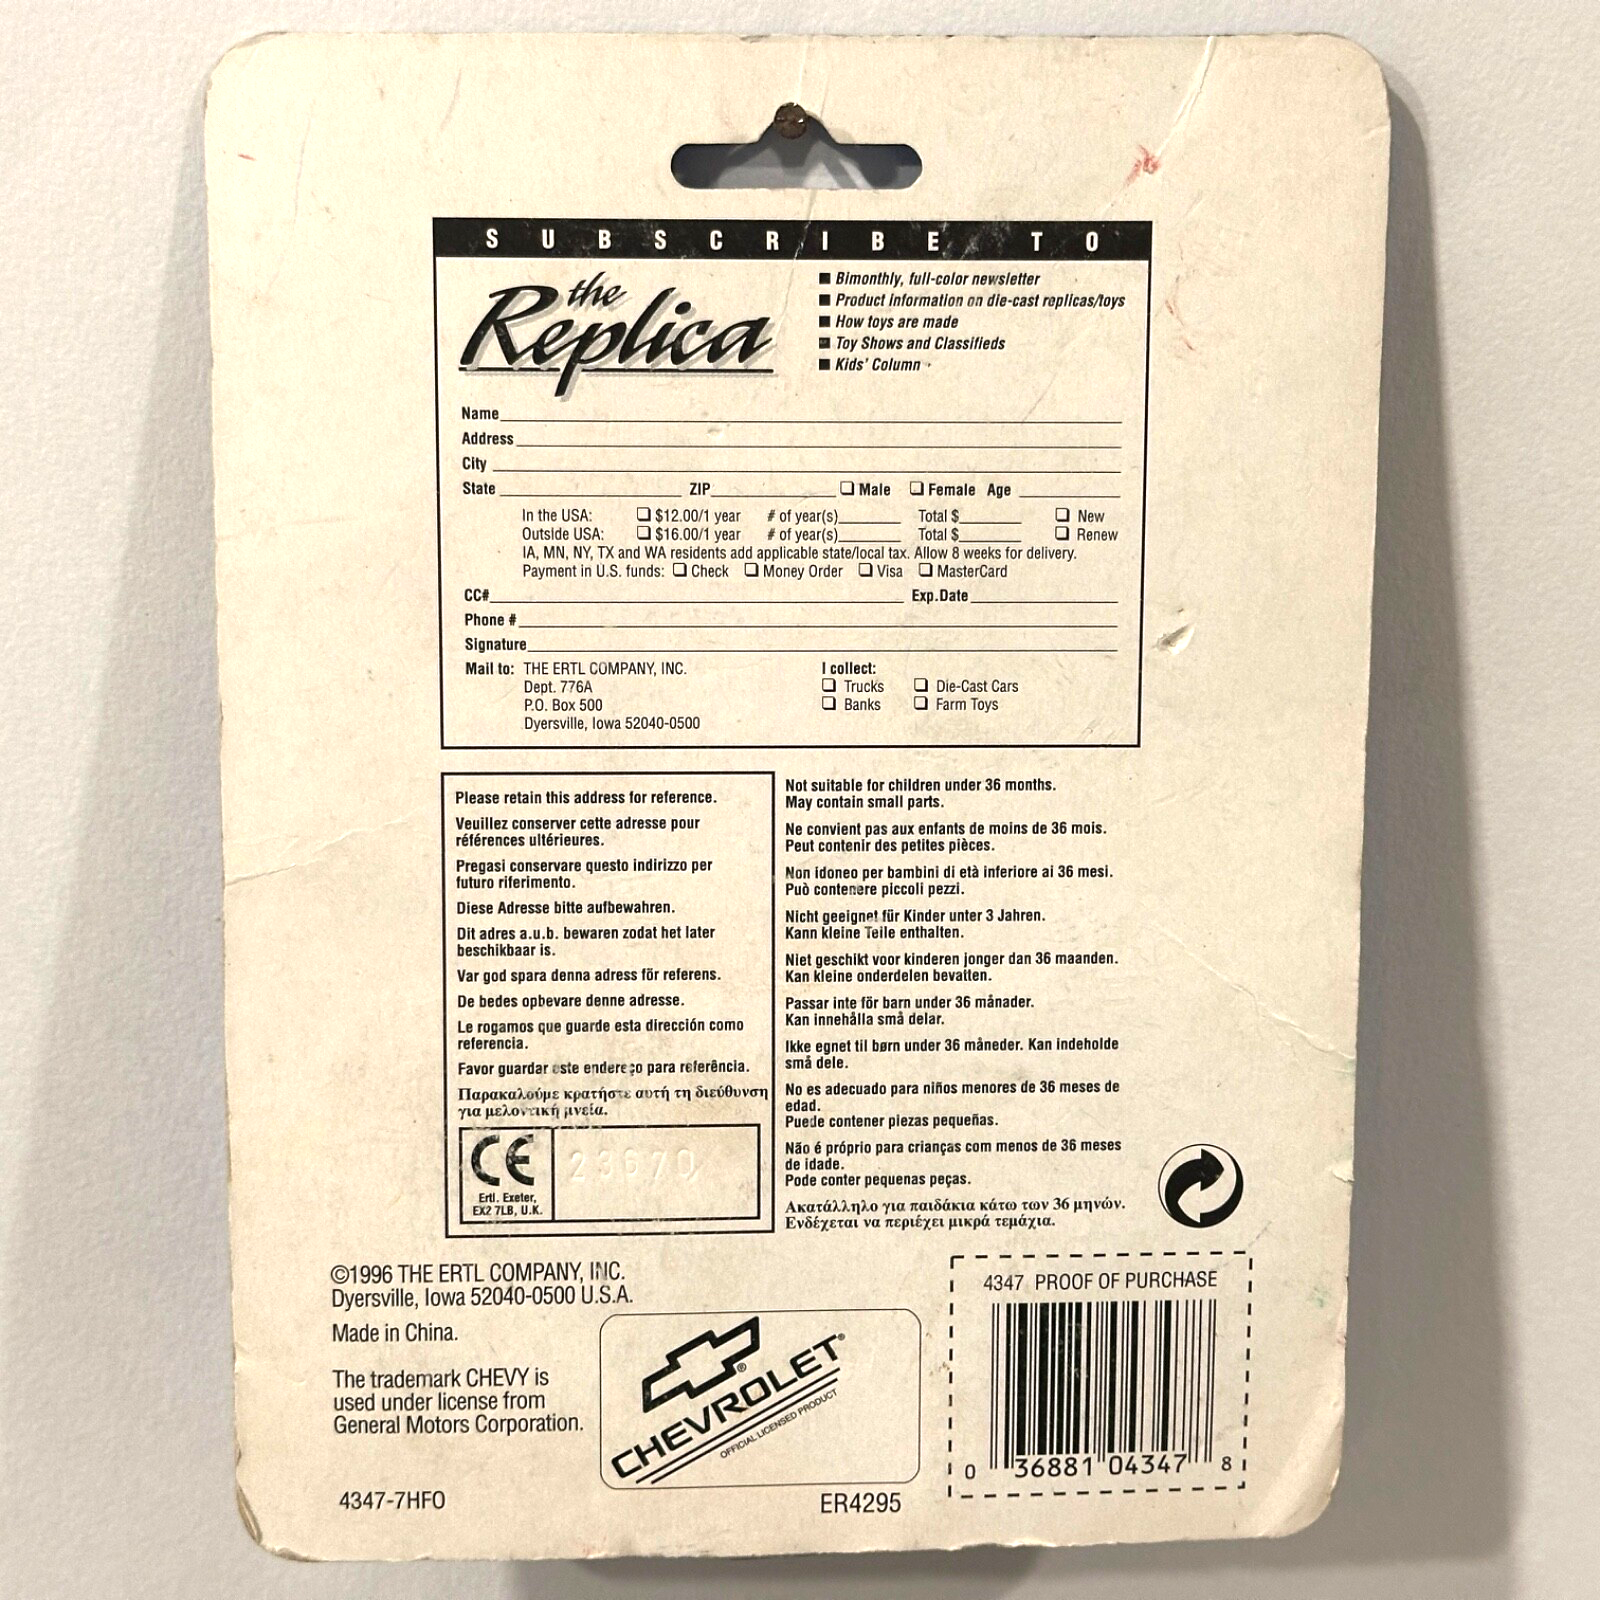 SUBSCRIBE TO
the
Replica
■ Bimonthly, full-color newsletter
■ Product information on die-cast replicas/toys
■ How toys are made
■ Toy Shows and Classifieds
■ Kids' Column
Name
Address
City
State ZIP ❑ Male ❑ Female Age
In the USA: ❑ $12.00/1 year # of year(s) Total $ ❑ New
Outside USA: ❑ $16.00/1 year # of year(s) Total $ ❑ Renew
IA, MN, NY, TX and WA residents add applicable state/local tax. Allow 8 weeks for delivery.
Payment in U.S. funds: ❑ Check ❑ Money Order ❑ Visa ❑ MasterCard
CC# Exp.Date
Phone #
Signature
Mail to: THE ERTL COMPANY, INC.
Dept. 776A
P.O. Box 500
Dyersville, Iowa 52040-0500
I collect:
❑ Trucks ❑ Die-Cast Cars
❑ Banks ❑ Farm Toys
Please retain this address for reference.
Veuillez conserver cette adresse pour
références ultérieures.
Pregasi conservare questo indirizzo per
futuro riferimento.
Diese Adresse bitte aufbewahren.
Dit adres a.u.b. bewaren zodat het later
beschikbaar is.
Var god spara denna adress för referens.
De bedes opbevare denne adresse.
Le rogamos que guarde esta dirección como
referencia.
Favor guardar este endereço para referência.
Παρακαλούμε κρατήστε αυτή τη διεύθυνση
για μελοντική μνεία.
CE
Ertl. Exeter,
EX2 7LB, U.K.
23670
Not suitable for children under 36 months.
May contain small parts.
Ne convient pas aux enfants de moins de 36 mois.
Peut contenir des petites pièces.
Non idoneo per bambini di età inferiore ai 36 mesi.
Può contenere piccoli pezzi.
Nicht geeignet für Kinder unter 3 Jahren.
Kann kleine Teile enthalten.
Niet geschikt voor kinderen jonger dan 36 maanden.
Kan kleine onderdelen bevatten.
Passar inte för barn under 36 månader.
Kan innehålla små delar.
Ikke egnet til børn under 36 måneder. Kan indeholde
små dele.
No es adecuado para niños menores de 36 meses de
edad.
Puede contener piezas pequeñas.
Não é próprio para crianças com menos de 36 meses
de idade.
Pode conter pequenas peças.
Ακατάλληλο για παιδάκια κάτω των 36 μηνών.
Ενδέχεται να περιέχει μικρά τεμάχια.
©1996 THE ERTL COMPANY, INC.
Dyersville, Iowa 52040-0500 U.S.A.
Made in China.
The trademark CHEVY is
used under license from
General Motors Corporation.
4347-7HFO
®
CHEVROLET®
OFFICIAL LICENSED PRODUCT
ER4295
4347 PROOF OF PURCHASE
0 36881 04347 8